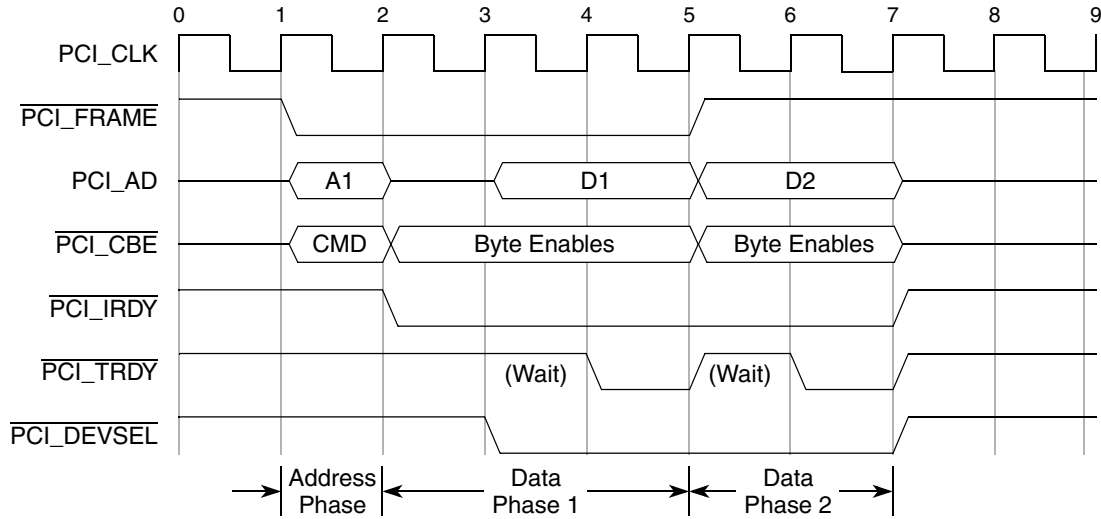 0 1 2 3 4 5 6 7 8 9
PCI_CLK
PCI_FRAME
PCI_AD A1 D1 D2
PCI_CBE CMD Byte Enables Byte Enables
PCI_IRDY
PCI_TRDY (Wait) (Wait)
PCI_DEVSEL
Address Data Data
Phase Phase 1 Phase 2